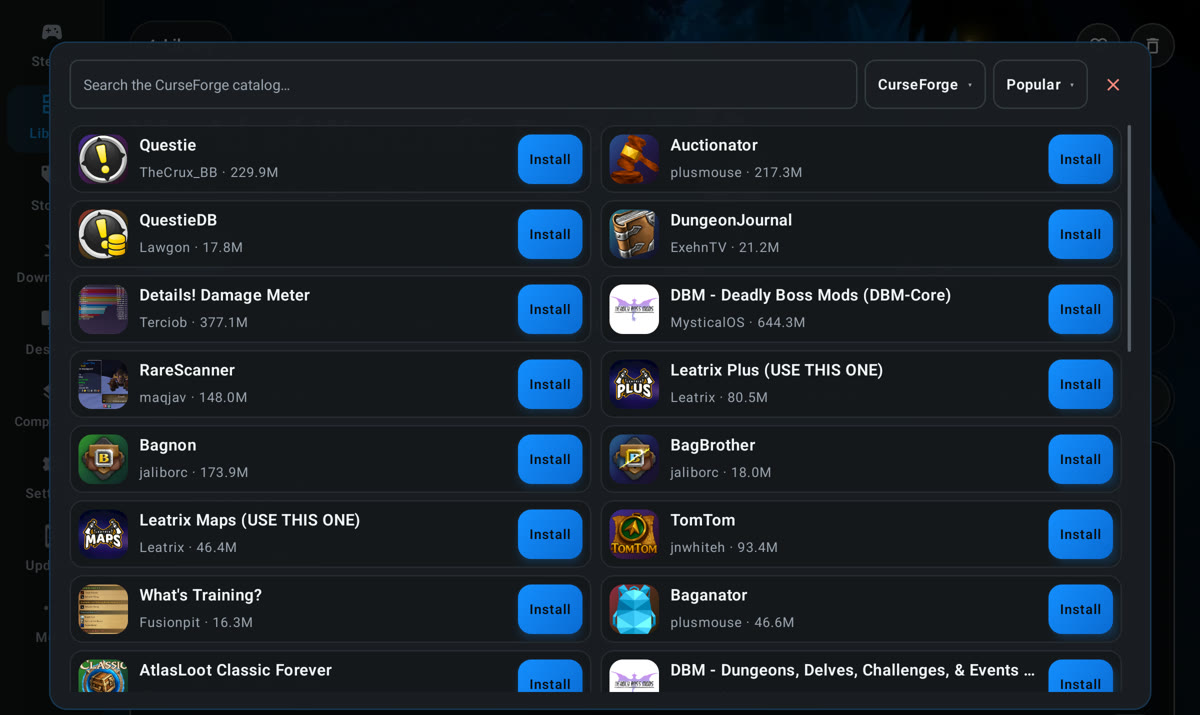 Search the CurseForge catalog...
CurseForge
Popular
Questie
TheCrux_BB · 229.9M
Install
Auctionator
plusmouse · 217.3M
Install
QuestieDB
Lawgon · 17.8M
Install
DungeonJournal
ExehnTV · 21.2M
Install
Details! Damage Meter
Terciob · 377.1M
Install
DBM - Deadly Boss Mods (DBM-Core)
MysticalOS · 644.3M
Install
RareScanner
maqjav · 148.0M
Install
PLUS
Leatrix Plus (USE THIS ONE)
Leatrix · 80.5M
Install
B
Bagnon
jaliborc · 173.9M
Install
BagBrother
jaliborc · 18.0M
Install
MAPS
Leatrix Maps (USE THIS ONE)
Leatrix · 46.4M
Install
TOMTOM
TomTom
jnwhiteh · 93.4M
Install
What's Training?
Fusionpit · 16.3M
Install
Baganator
plusmouse · 46.6M
Install
CLASSIC
AtlasLoot Classic Forever
Install
DBM - Dungeons, Delves, Challenges, & Events ...
Install